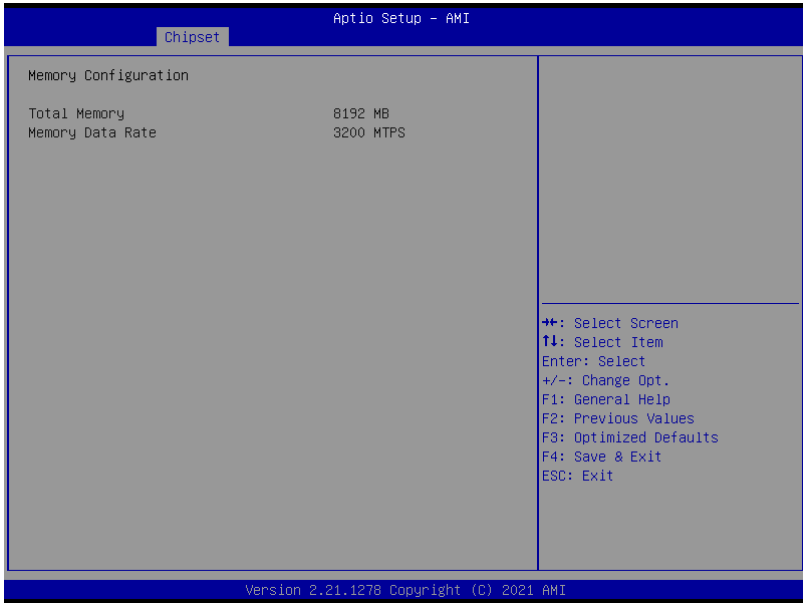 Aptio Setup – AMI
Chipset
Memory Configuration
Total Memory 8192 MB
Memory Data Rate 3200 MTPS
→←: Select Screen
↑↓: Select Item
Enter: Select
+/-: Change Opt.
F1: General Help
F2: Previous Values
F3: Optimized Defaults
F4: Save & Exit
ESC: Exit
Version 2.21.1278 Copyright (C) 2021 AMI